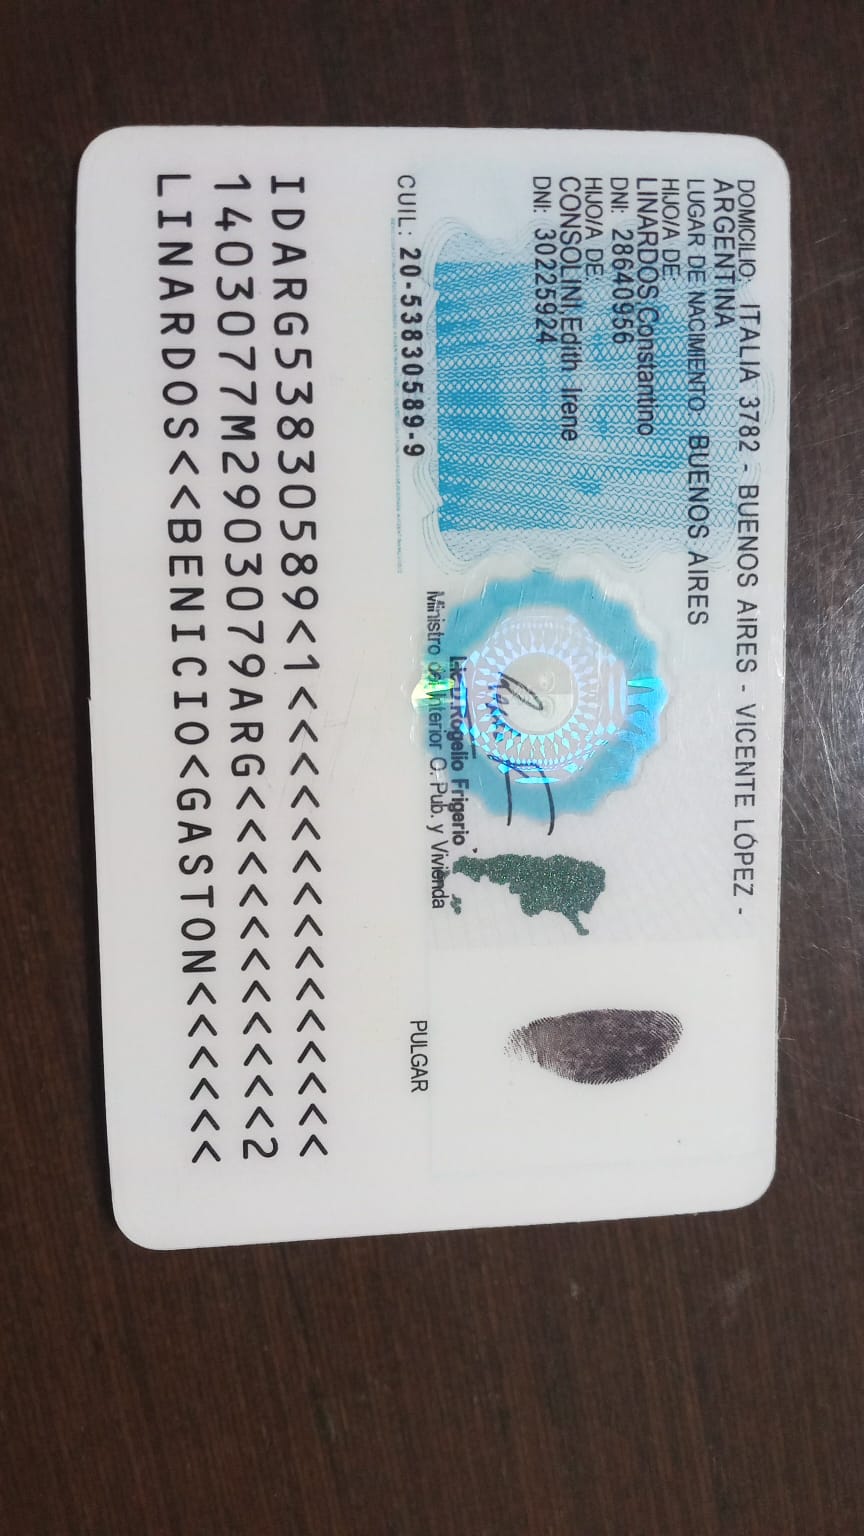 DOMICILIO: ITALIA 3782 - BUENOS AIRES - VICENTE LÓPEZ -
ARGENTINA
LUGAR DE NACIMIENTO: BUENOS AIRES
HIJO/A DE
LINARDOS,Constantino
DNI: 28640956
HIJO/A DE
CONSOLINI,Edith Irene
DNI: 30225924
Lic. Rogelio Frigerio
Ministro del Interior O. Pub. y Vivienda
CUIL: 20-53830589-9
PULGAR
IDARG53830589<1<<<<<<<<<<<<<<<
1403077M2903079ARG<<<<<<<<<<<2
LINARDOS<<BENICIO<GASTON<<<<<<